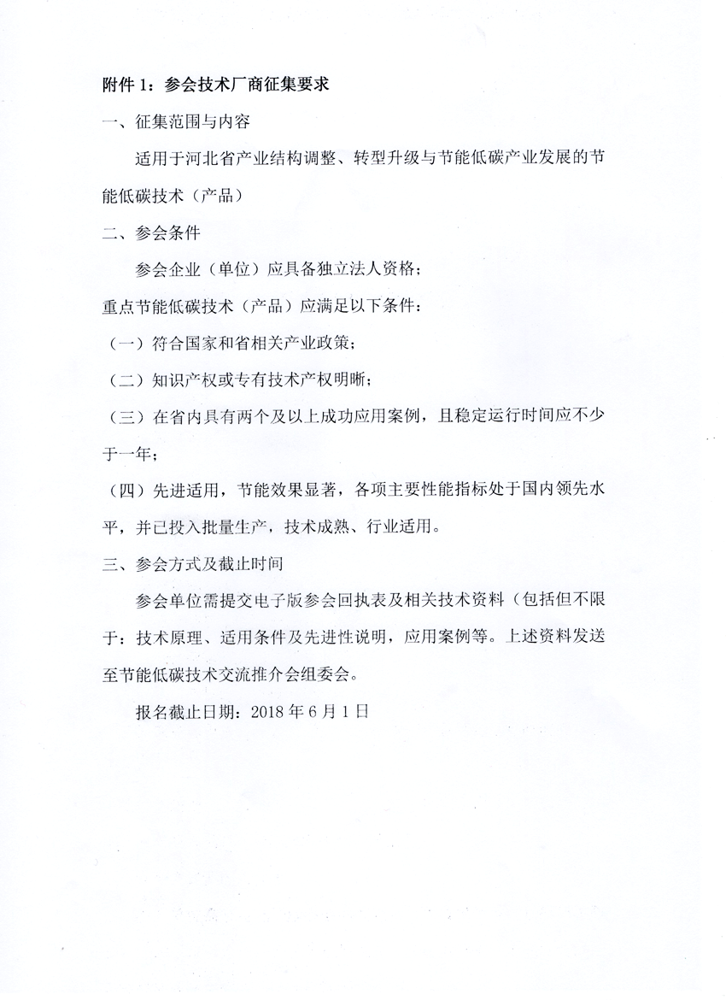 附件 1：参会技术厂商征集要求
一、征集范围与内容
适用于河北省产业结构调整、转型升级与节能低碳产业发展的节
能低碳技术（产品）
二、参会条件
参会企业（单位）应具备独立法人资格；
重点节能低碳技术（产品）应满足以下条件：
（一）符合国家和省相关产业政策；
（二）知识产权或专有技术产权明晰；
（三）在省内具有两个及以上成功应用案例，且稳定运行时间应不少
于一年；
（四）先进适用，节能效果显著，各项主要性能指标处于国内领先水
平，并已投入批量生产，技术成熟、行业适用。
三、参会方式及截止时间
参会单位需提交电子版参会回执表及相关技术资料（包括但不限
于：技术原理、适用条件及先进性说明，应用案例等。上述资料发送
至节能低碳技术交流推介会组委会。
报名截止日期：2018 年 6 月 1 日